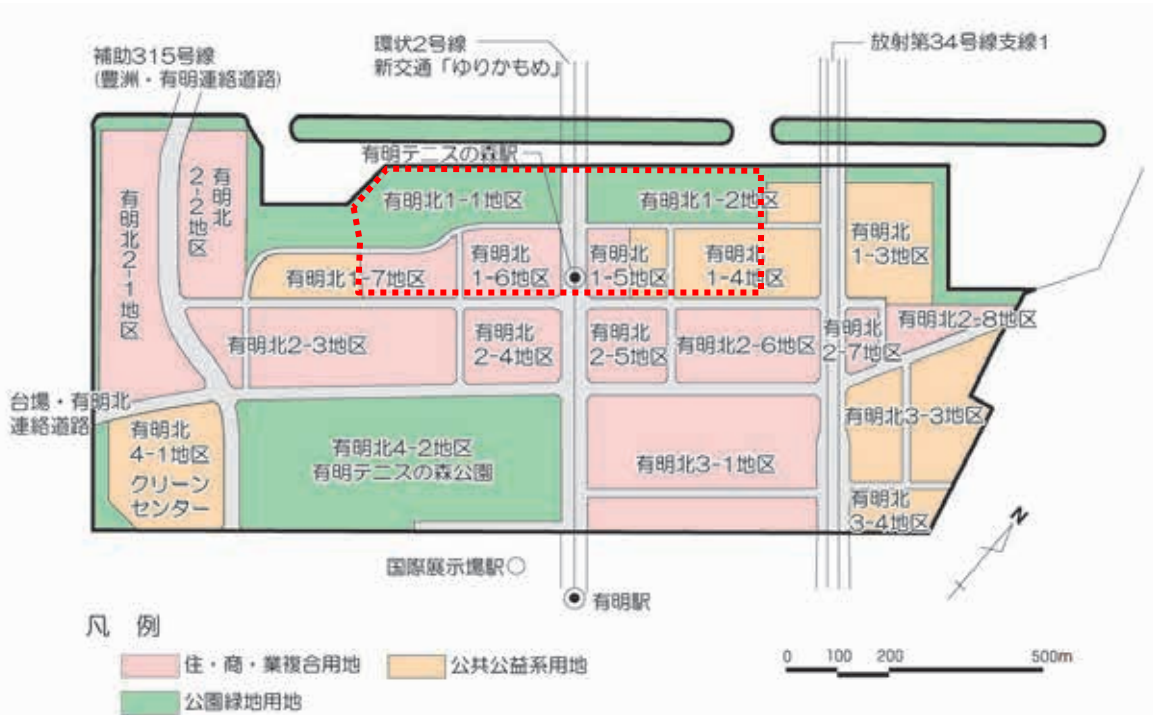 補助315号線
(豊洲・有明連絡道路)
環状2号線
新交通「ゆりかもめ」
放射第34号線支線1
有明テニスの森駅
有明北2-1地区
有明北
2-2地区
有明北1-1地区
有明北1-2地区
有明北
1-3地区
有明北1-7地区
有明北
1-6地区
有明北
1-5地区
有明北
1-4地区
有明北2-3地区
有明北
2-4地区
有明北
2-5地区
有明北2-6地区
有明北
2-7地区
有明北2-8地区
台場・有明北
連絡道路
有明北
4-1地区
クリーン
センター
有明北4-2地区
有明テニスの森公園
有明北3-1地区
有明北3-3地区
有明北
3-4地区
N
国際展示場駅
有明駅
凡 例
住・商・業複合用地
公共公益系用地
公園緑地用地
0 100 200 500m